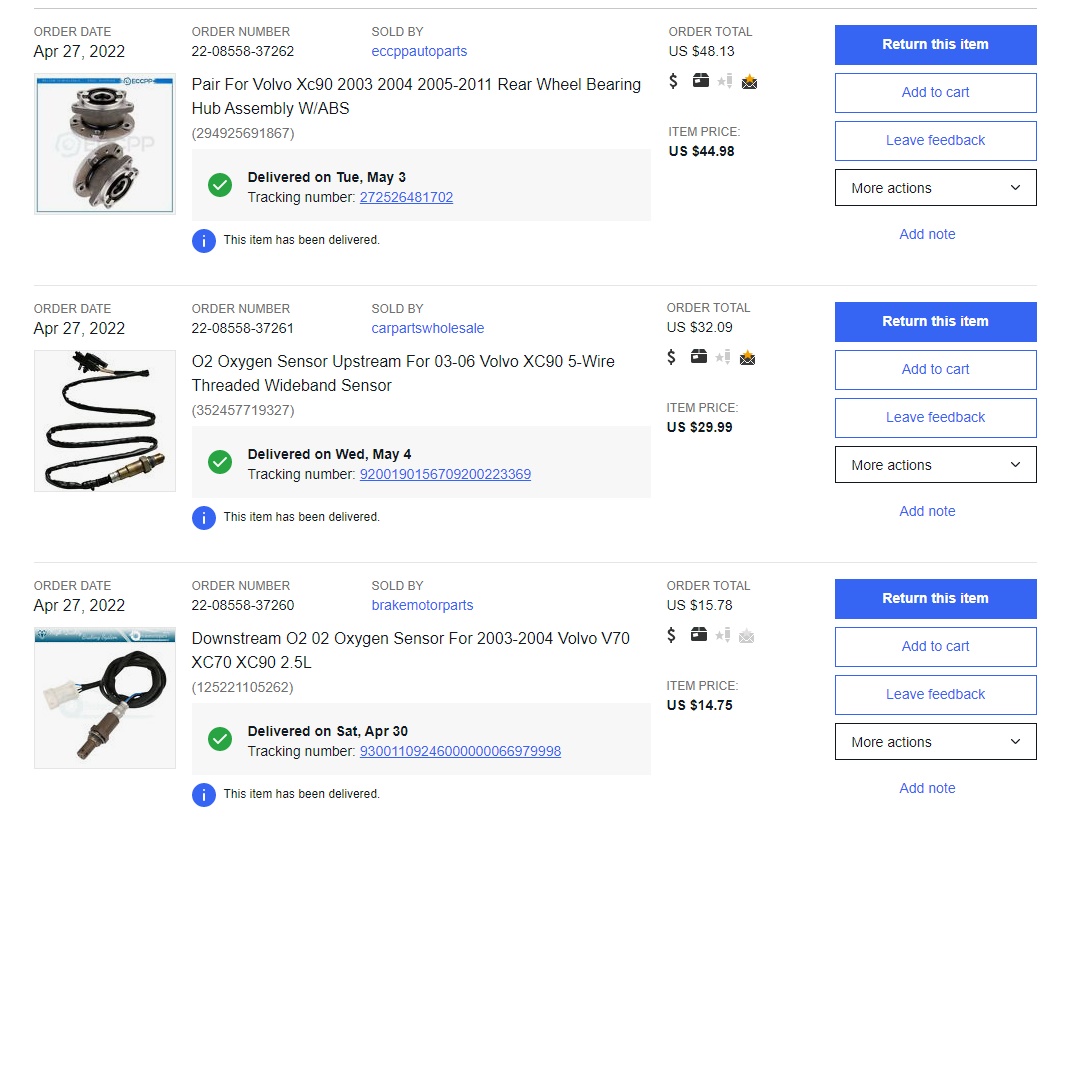 ORDER DATE
Apr 27, 2022
ORDER NUMBER
22-08558-37262
SOLD BY
eccppautoparts
ORDER TOTAL
US $48.13
ECCPP
ECCPP
Pair For Volvo Xc90 2003 2004 2005-2011 Rear Wheel Bearing
Hub Assembly W/ABS
(294925691867)
Delivered on Tue, May 3
Tracking number: 272526481702
This item has been delivered.
$
ITEM PRICE:
US $44.98
Return this item
Add to cart
Leave feedback
More actions
Add note
ORDER DATE
Apr 27, 2022
ORDER NUMBER
22-08558-37261
SOLD BY
carpartswholesale
ORDER TOTAL
US $32.09
O2 Oxygen Sensor Upstream For 03-06 Volvo XC90 5-Wire
Threaded Wideband Sensor
(352457719327)
Delivered on Wed, May 4
Tracking number: 9200190156709200223369
This item has been delivered.
$
ITEM PRICE:
US $29.99
Return this item
Add to cart
Leave feedback
More actions
Add note
ORDER DATE
Apr 27, 2022
ORDER NUMBER
22-08558-37260
SOLD BY
brakemotorparts
ORDER TOTAL
US $15.78
Downstream O2 02 Oxygen Sensor For 2003-2004 Volvo V70
XC70 XC90 2.5L
(125221105262)
Delivered on Sat, Apr 30
Tracking number: 93001109246000000066979998
This item has been delivered.
$
ITEM PRICE:
US $14.75
Return this item
Add to cart
Leave feedback
More actions
Add note